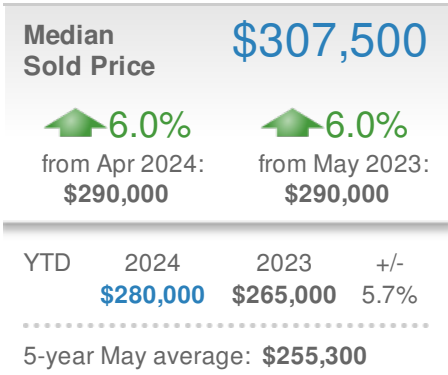 Median $307,500
Sold Price
6.0% 6.0%
from Apr 2024: from May 2023:
$290,000 $290,000
YTD 2024 2023 +/-
$280,000 $265,000 5.7%
5-year May average: $255,300